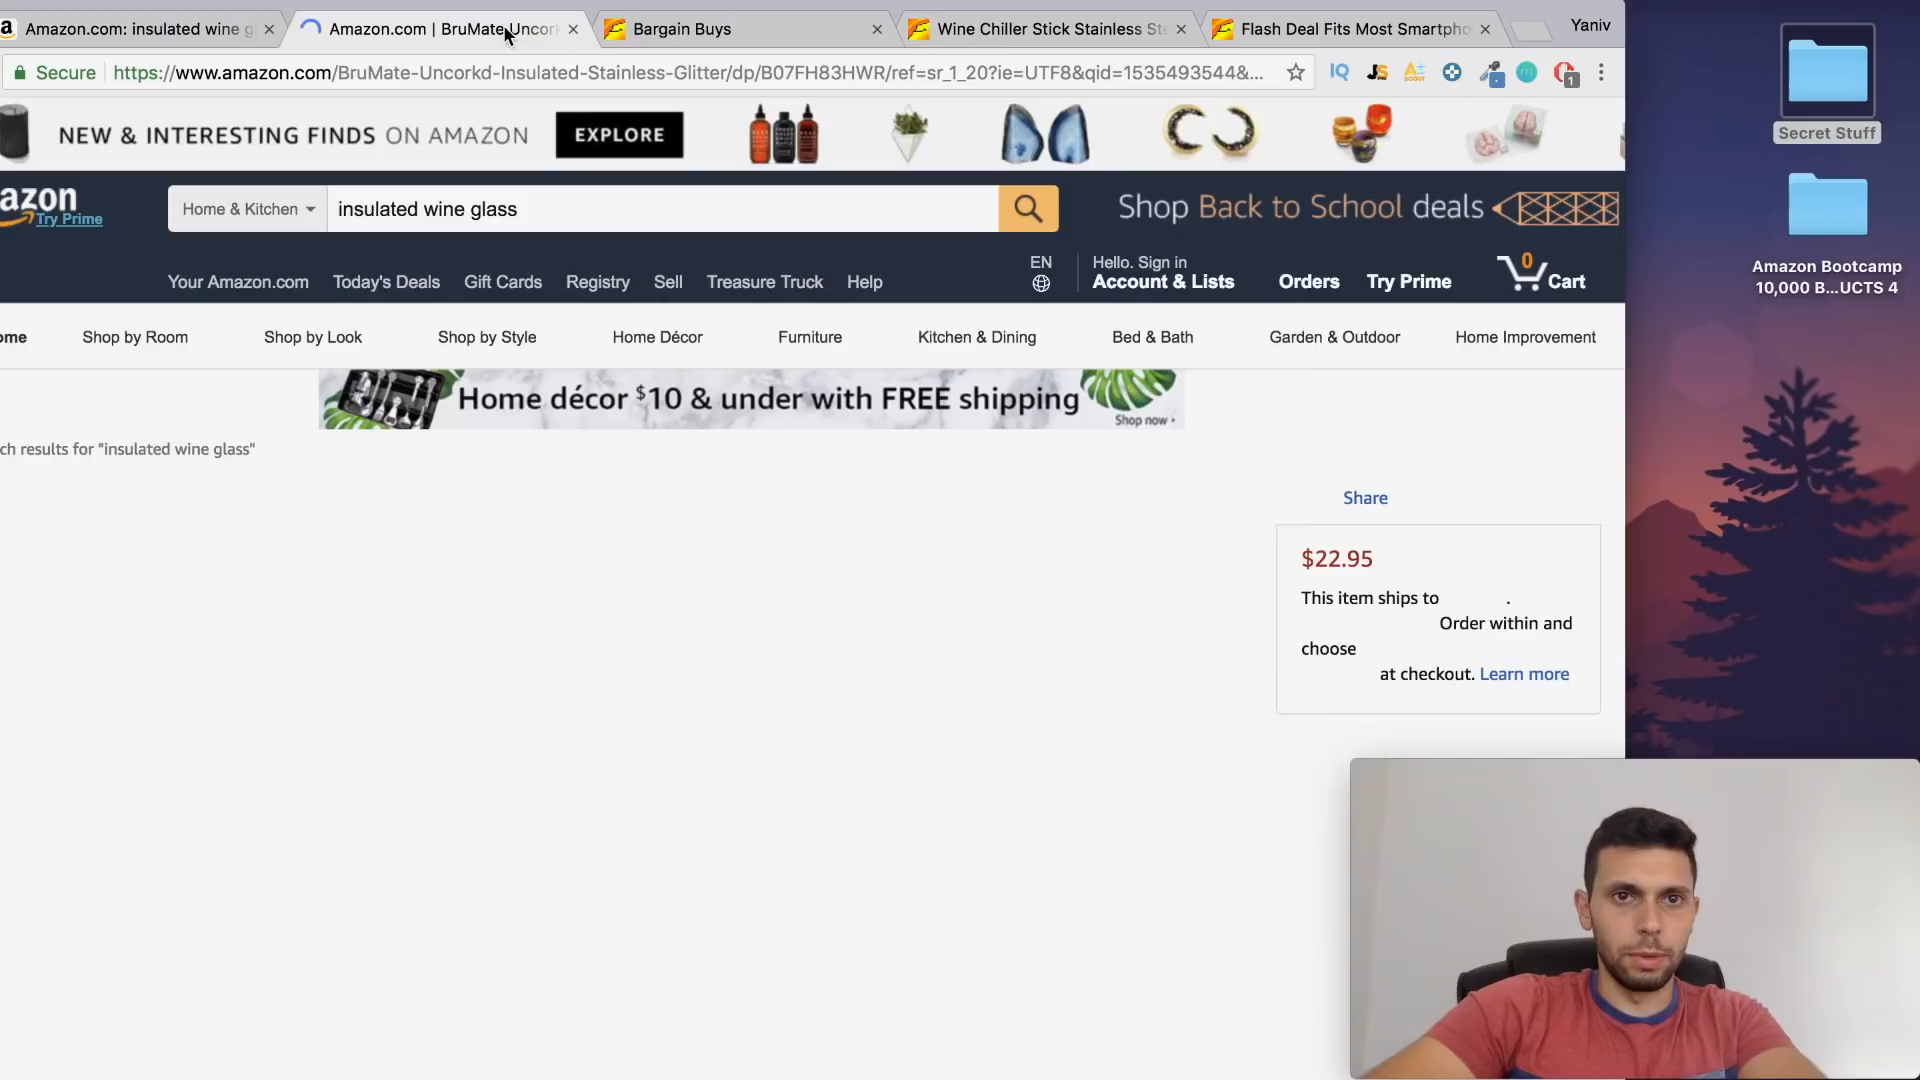 Amazon.com: insulated wine g
Amazon.com | BruMate Uncor
Bargain Buys
Wine Chiller Stick Stainless Ste
Flash Deal Fits Most Smartpho
Yaniv
Secure
https://www.amazon.com/BruMate-Uncorkd-Insulated-Stainless-Glitter/dp/B07FH83HWR/ref=sr_1_20?ie=UTF8&qid=1535493544&...
IQ
JS
SCOUT
m
1
NEW & INTERESTING FINDS ON AMAZON
EXPLORE
azon
Try Prime
Home & Kitchen
insulated wine glass
Shop Back to School deals
Your Amazon.com
Today's Deals
Gift Cards
Registry
Sell
Treasure Truck
Help
EN
Hello. Sign in
Account & Lists
Orders
Try Prime
0
Cart
ome
Shop by Room
Shop by Look
Shop by Style
Home Décor
Furniture
Kitchen & Dining
Bed & Bath
Garden & Outdoor
Home Improvement
Home décor $10 & under with FREE shipping
Shop now
ch results for "insulated wine glass"
Share
$22.95
This item ships to .
Order within and
choose
at checkout. Learn more
Secret Stuff
Amazon Bootcamp
10,000 B...UCTS 4